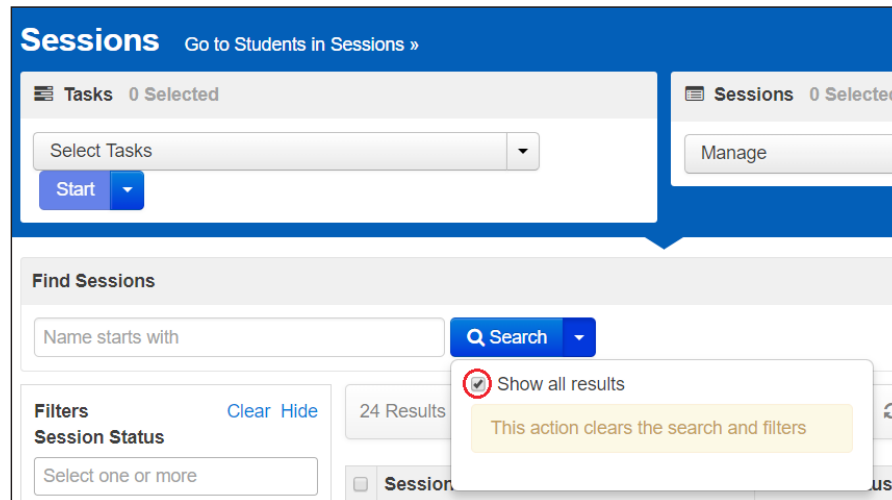 Sessions Go to Students in Sessions »
Tasks 0 Selected
Select Tasks
Start
Sessions 0 Selected
Manage
Find Sessions
Name starts with
Search
Show all results
This action clears the search and filters
Filters Clear Hide
Session Status
Select one or more
24 Results
Session